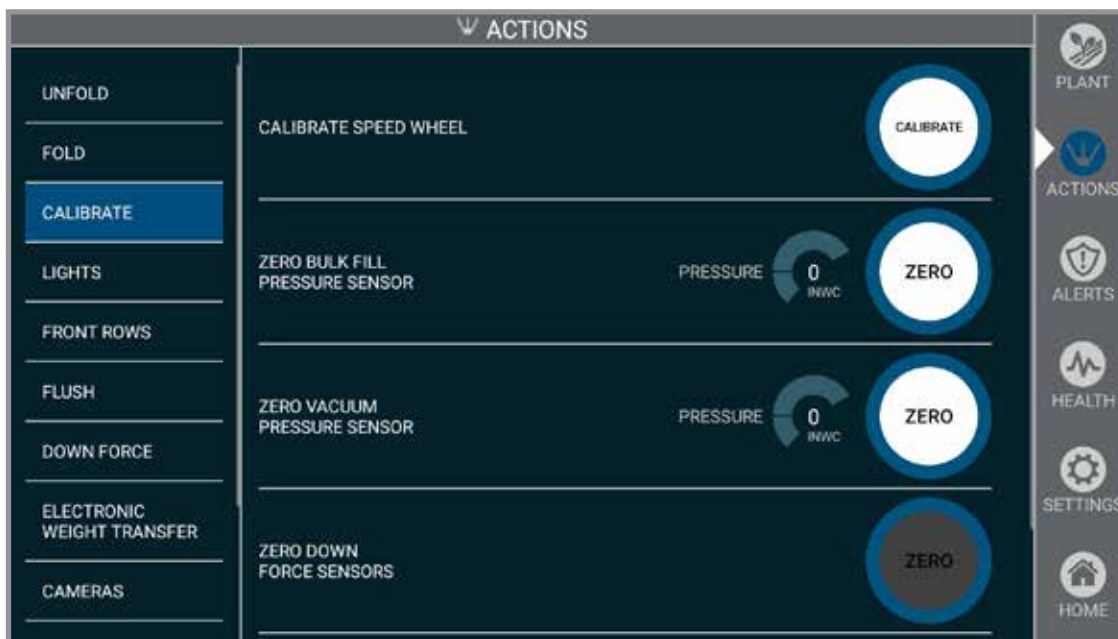 ACTIONS
UNFOLD
FOLD
CALIBRATE
LIGHTS
FRONT ROWS
FLUSH
DOWN FORCE
ELECTRONIC
WEIGHT TRANSFER
CAMERAS
CALIBRATE SPEED WHEEL
CALIBRATE
ZERO BULK FILL
PRESSURE SENSOR
PRESSURE
0
INWC
ZERO
ZERO VACUUM
PRESSURE SENSOR
PRESSURE
0
INWC
ZERO
ZERO DOWN
FORCE SENSORS
ZERO
PLANT
ACTIONS
ALERTS
HEALTH
SETTINGS
HOME